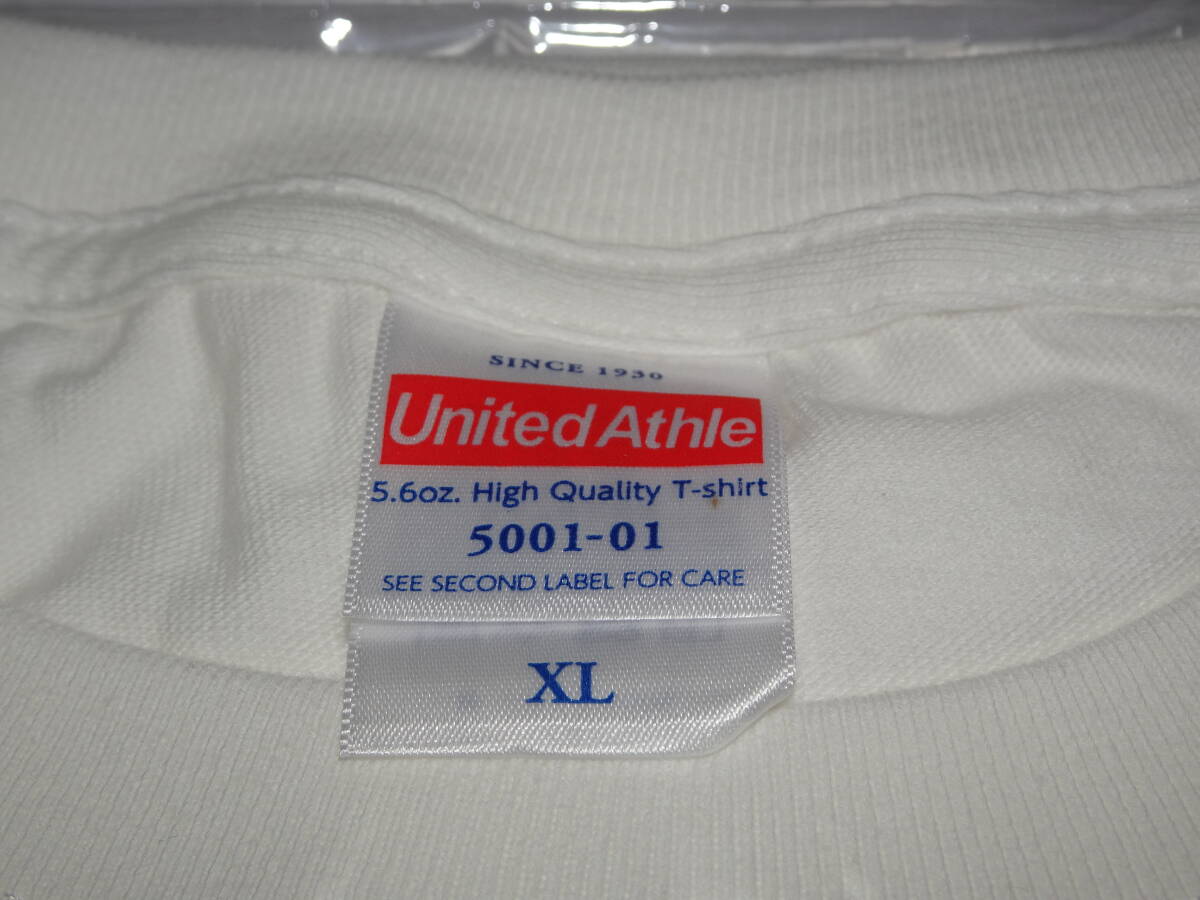 SINCE 1930
United Athle
5.6oz. High Quality T-shirt
5001-01
SEE SECOND LABEL FOR CARE
XL